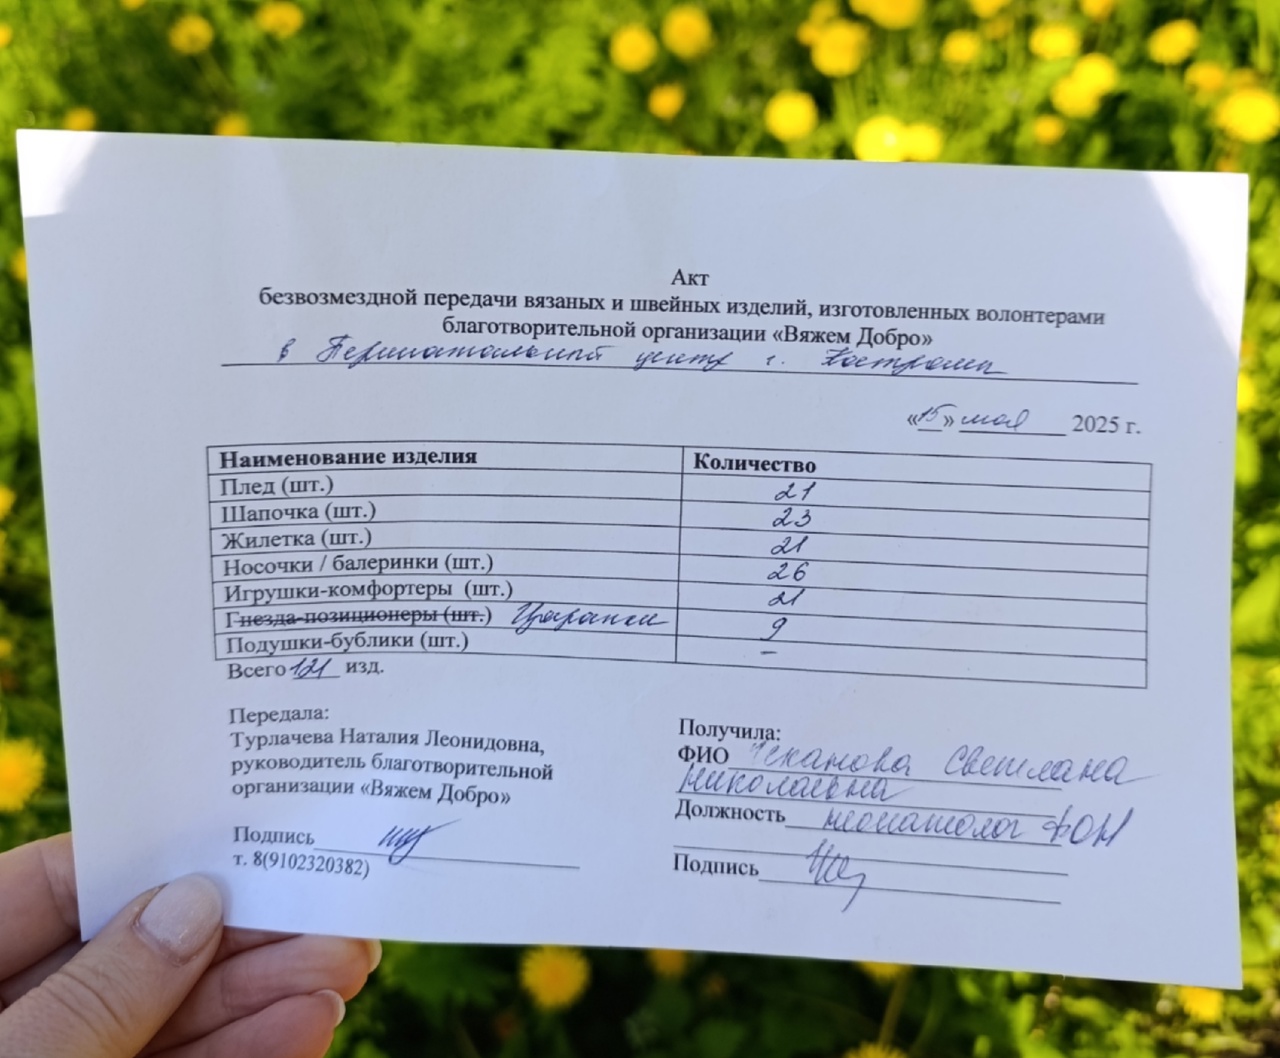 Акт
безвозмездной передачи вязаных и швейных изделий, изготовленных волонтерами
благотворительной организации «Вяжем Добро»
в Перинатальный центр г. Костромы
«15» мая 2025 г.
Наименование изделия Количество
Плед (шт.) 21
Шапочка (шт.) 23
Жилетка (шт.) 21
Носочки / балеринки (шт.) 26
Игрушки-комфортеры (шт.) 21
Гнезда-позиционеры (шт.) Царапки 9
Подушки-бублики (шт.) –
Всего 121 изд.
Передала:
Турлачева Наталия Леонидовна,
руководитель благотворительной
организации «Вяжем Добро»
Подпись
т. 8(9102320382)
Получила:
ФИО Чеканова Светлана
Николаевна
Должность неонатолог ФОН
Подпись